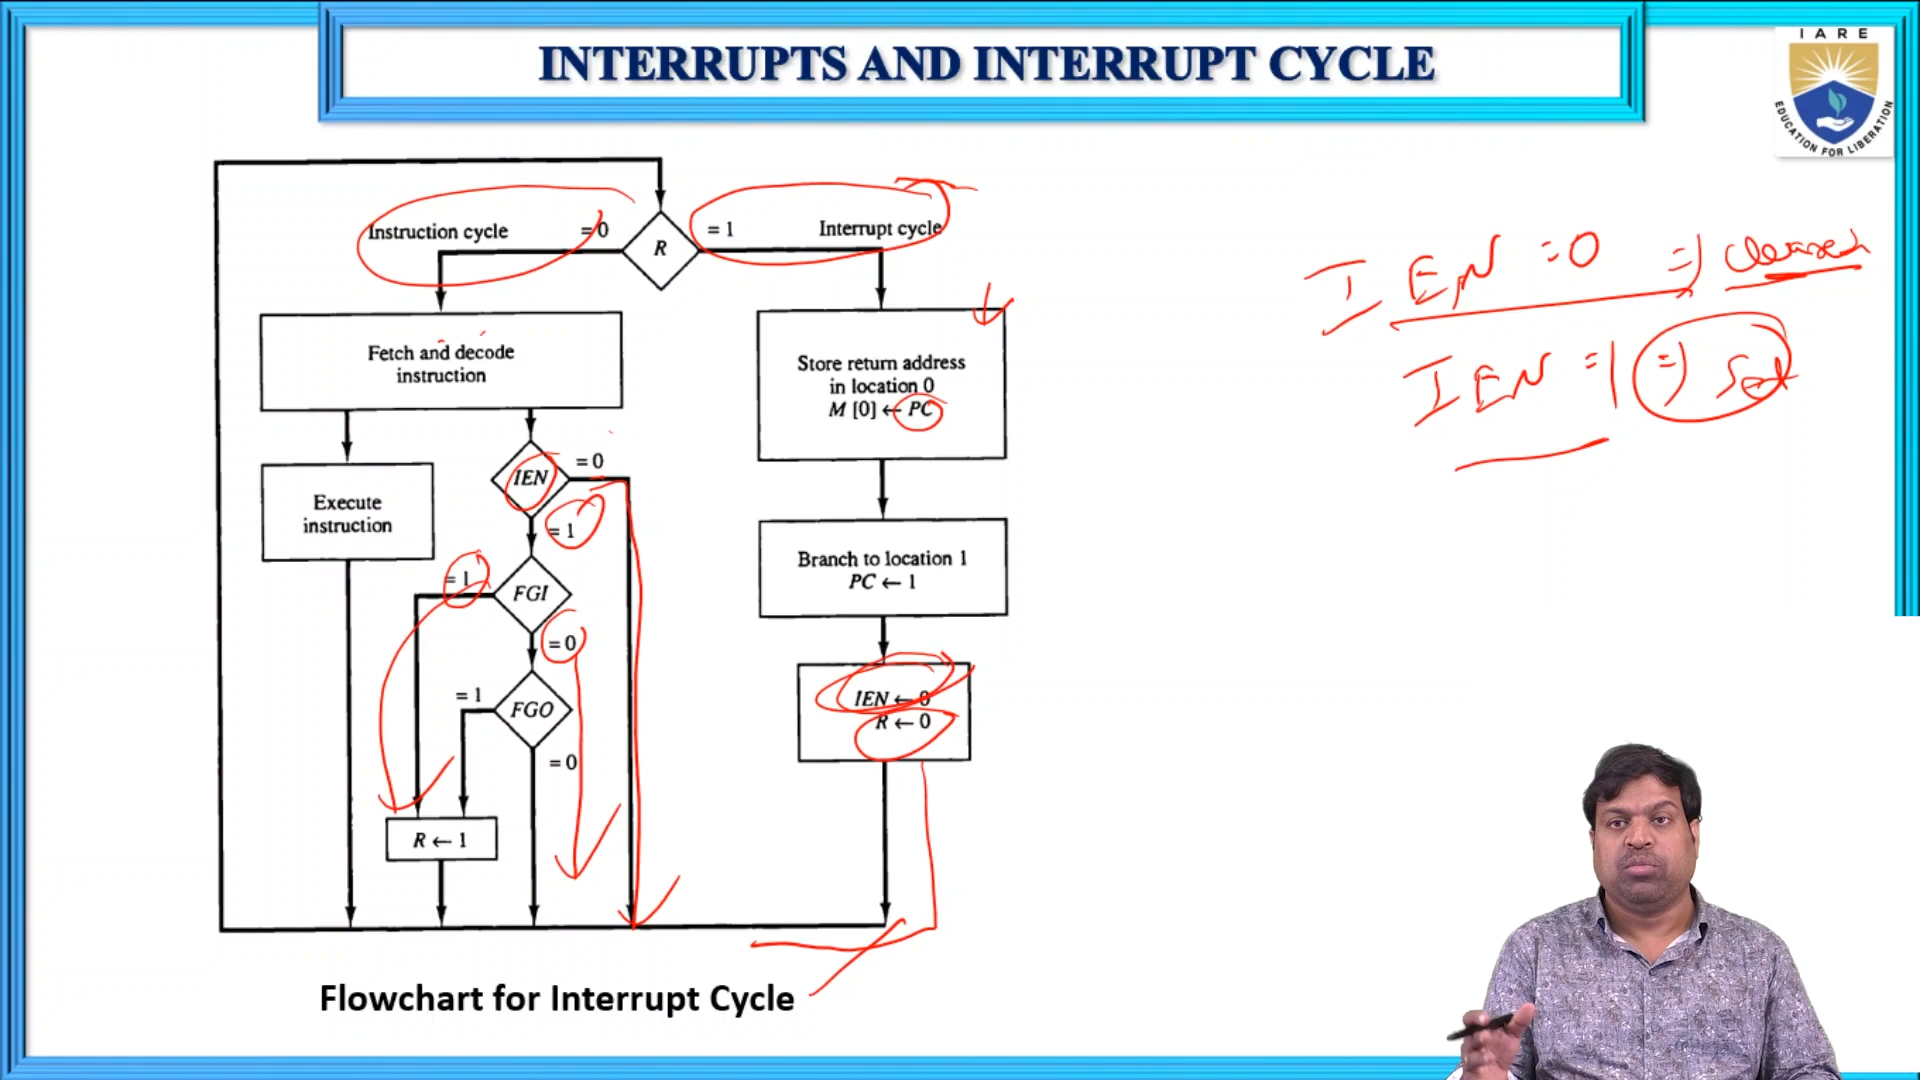 INTERRUPTS AND INTERRUPT CYCLE
IARE
EDUCATION FOR LIBERATION
Instruction cycle
= 0
R
= 1
Interrupt cycle
Fetch and decode
instruction
Execute
instruction
IEN
= 0
= 1
FGI
= 1
= 0
FGO
= 1
= 0
R ← 1
Store return address
in location 0
M [0] ← PC
Branch to location 1
PC ← 1
IEN ← 0
R ← 0
IEN = 0 => cleared
IEN = 1 => Set
Flowchart for Interrupt Cycle